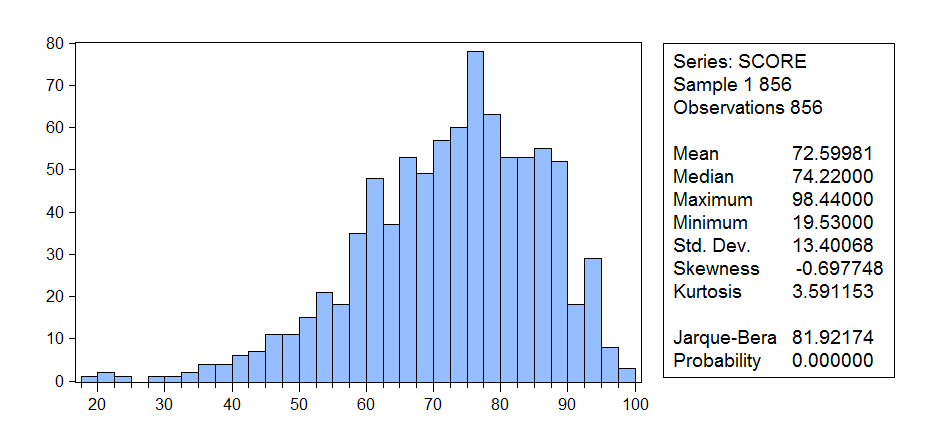 80
70
60
50
40
30
20
10
0
20 30 40 50 60 70 80 90 100
Series: SCORE
Sample 1 856
Observations 856
Mean 72.59981
Median 74.22000
Maximum 98.44000
Minimum 19.53000
Std. Dev. 13.40068
Skewness -0.697748
Kurtosis 3.591153
Jarque-Bera 81.92174
Probability 0.000000